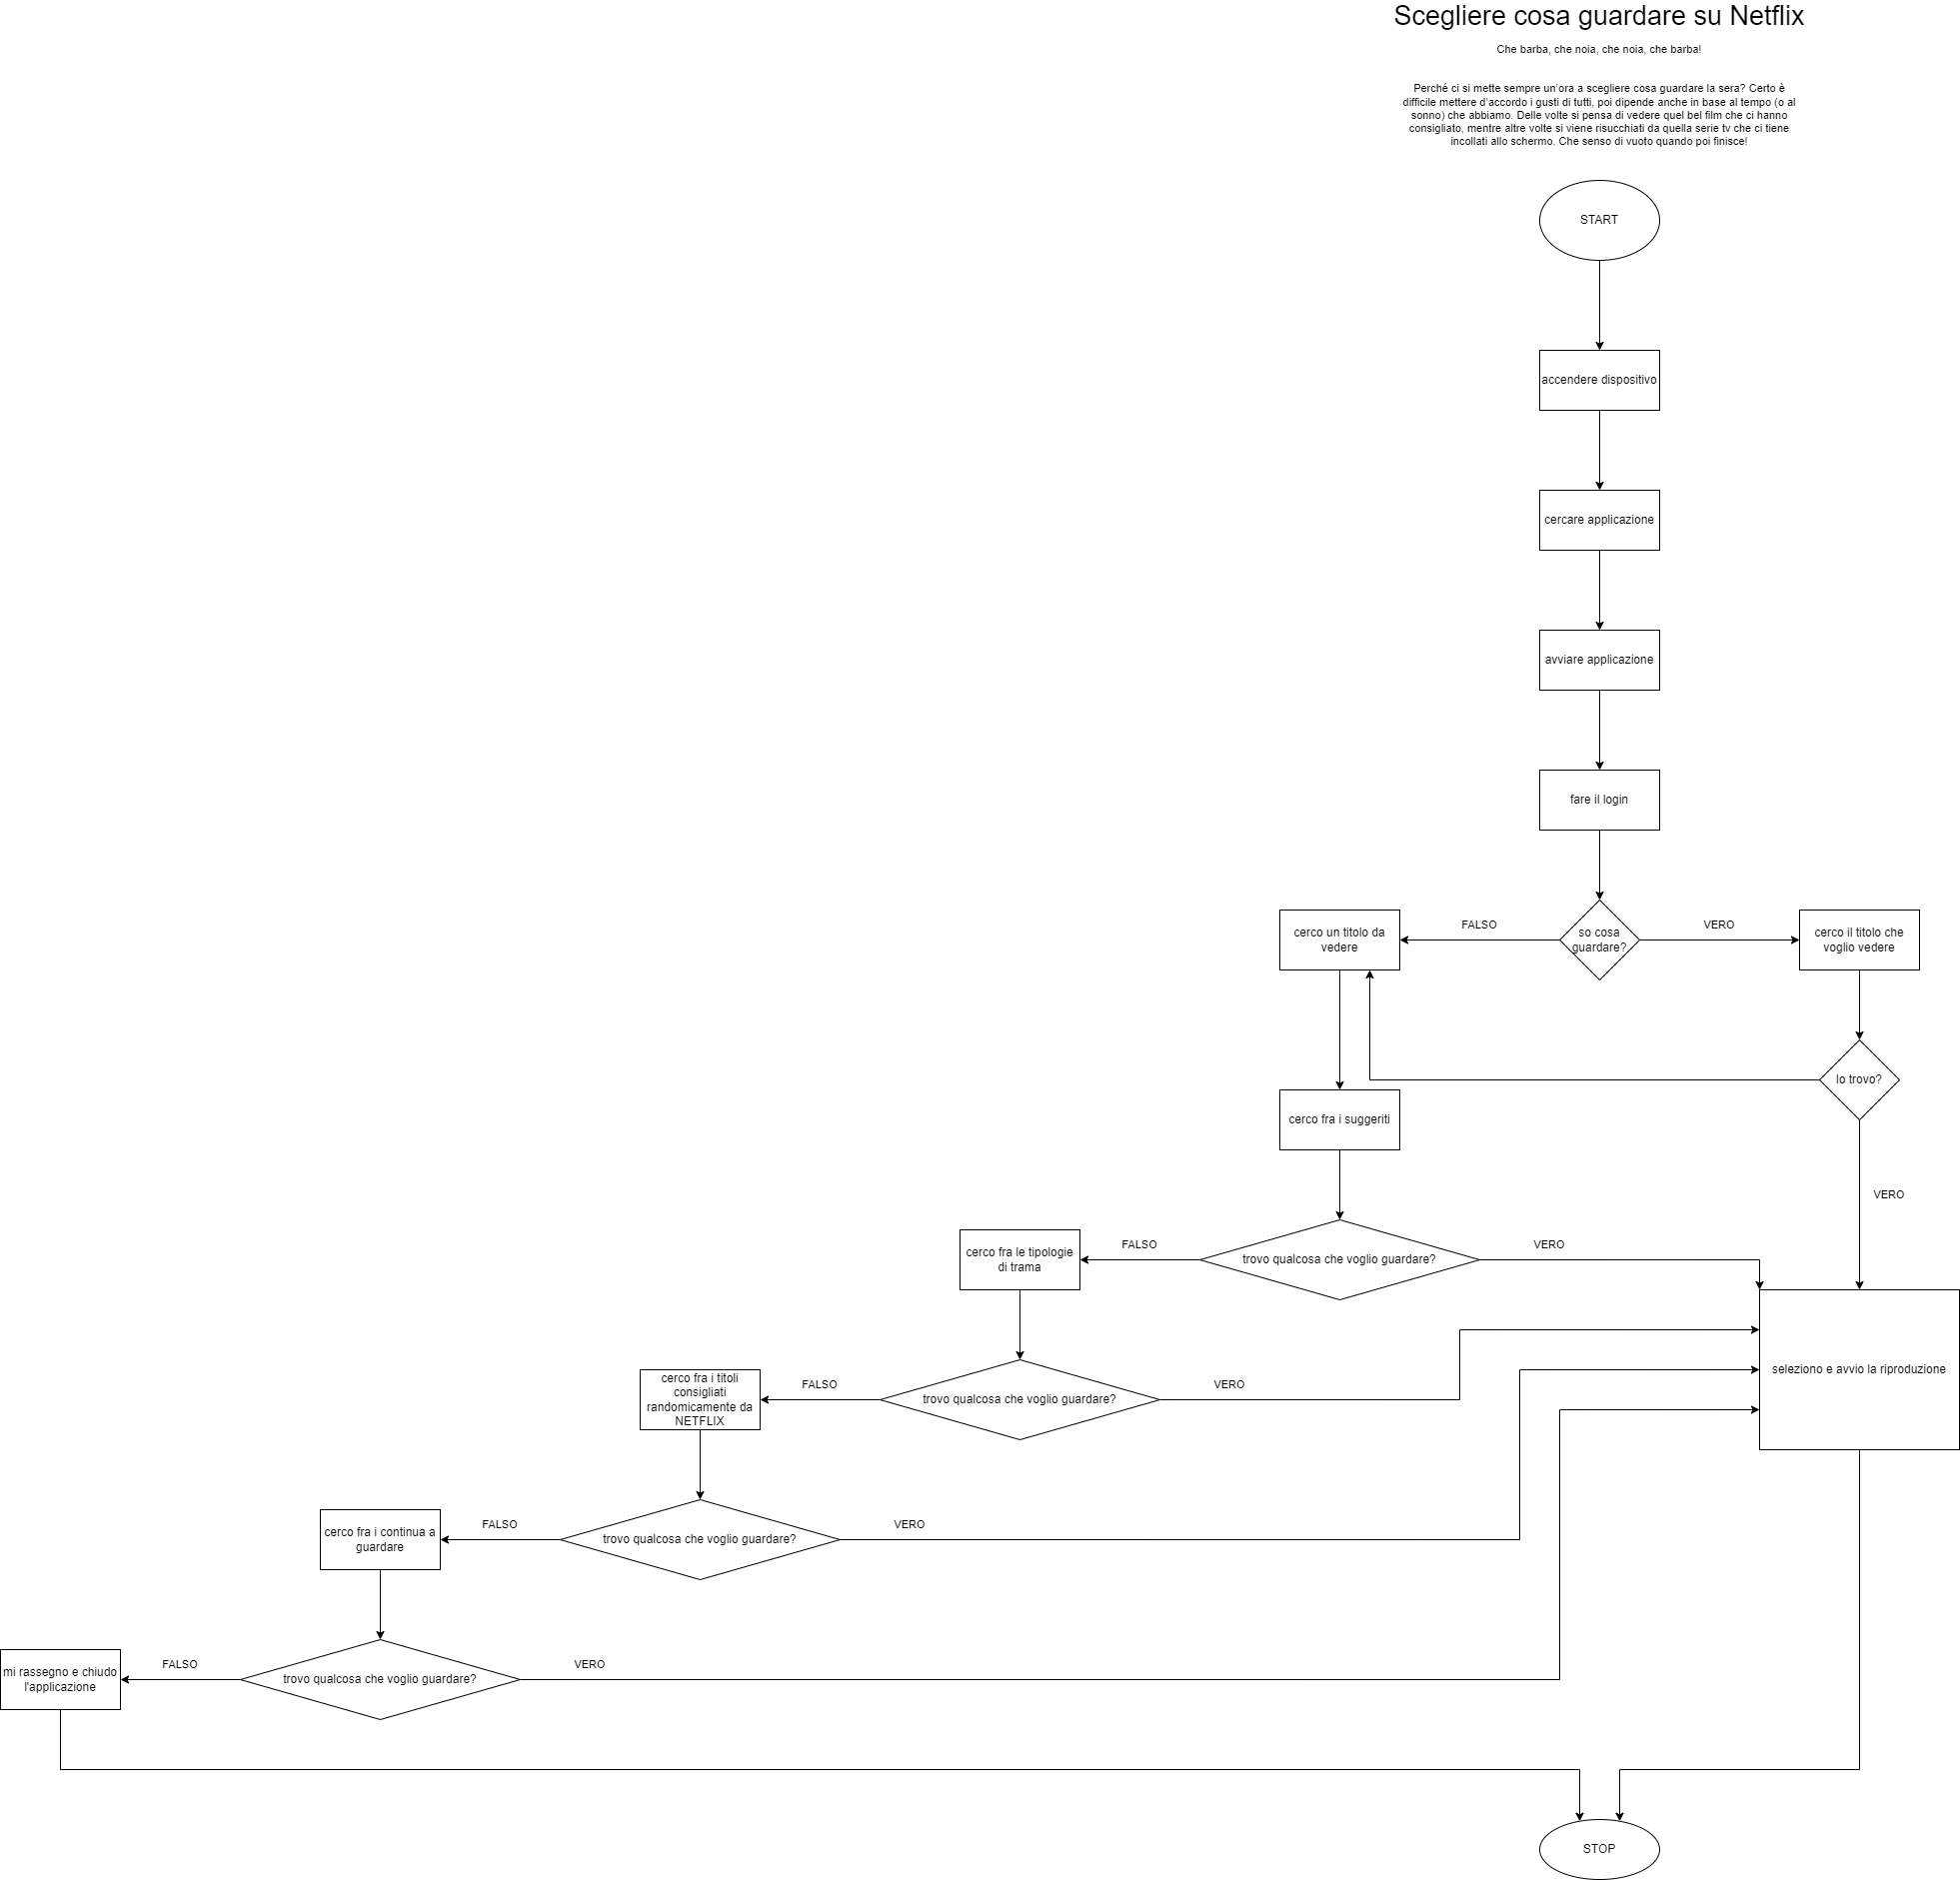 Scegliere cosa guardare su Netflix
Che barba, che noia, che noia, che barba!
Perché ci si mette sempre un'ora a scegliere cosa guardare la sera? Certo è
difficile mettere d'accordo i gusti di tutti, poi dipende anche in base al tempo (o al
sonno) che abbiamo. Delle volte si pensa di vedere quel bel film che ci hanno
consigliato, mentre altre volte si viene risucchiati da quella serie tv che ci tiene
incollati allo schermo. Che senso di vuoto quando poi finisce!
START
accendere dispositivo
cercare applicazione
avviare applicazione
fare il login
cerco un titolo da
vedere
FALSO
so cosa
guardare?
VERO
cerco il titolo che
voglio vedere
lo trovo?
cerco fra i suggeriti
VERO
cerco fra le tipologie
di trama
FALSO
trovo qualcosa che voglio guardare?
VERO
seleziono e avvio la riproduzione
cerco fra i titoli
consigliati
randomicamente da
NETFLIX
FALSO
trovo qualcosa che voglio guardare?
VERO
cerco fra i continua a
guardare
FALSO
trovo qualcosa che voglio guardare?
VERO
mi rassegno e chiudo
l'applicazione
FALSO
trovo qualcosa che voglio guardare?
VERO
STOP